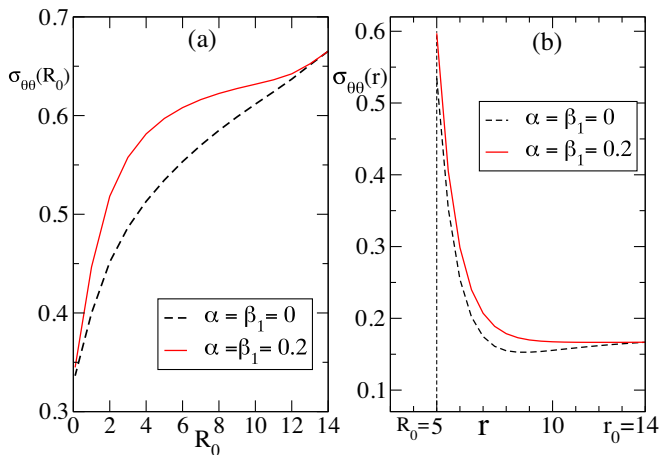 (a)
σθθ(R0)
0.7
0.6
0.5
0.4
0.3
α = β1= 0
α =β1= 0.2
0 2 4 6 8 10 12 14
R0
(b)
σθθ(r)
0.6
0.5
0.4
0.3
0.2
0.1
α = β1= 0
α = β1= 0.2
R0=5 r 10 r0=14